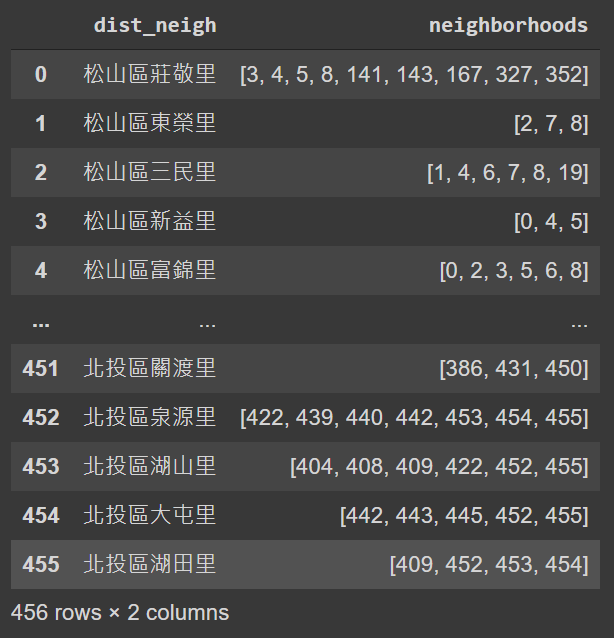 dist_neigh neighborhoods
0 松山區莊敬里 [3, 4, 5, 8, 141, 143, 167, 327, 352]
1 松山區東榮里 [2, 7, 8]
2 松山區三民里 [1, 4, 6, 7, 8, 19]
3 松山區新益里 [0, 4, 5]
4 松山區富錦里 [0, 2, 3, 5, 6, 8]
... ... ...
451 北投區關渡里 [386, 431, 450]
452 北投區泉源里 [422, 439, 440, 442, 453, 454, 455]
453 北投區湖山里 [404, 408, 409, 422, 452, 455]
454 北投區大屯里 [442, 443, 445, 452, 455]
455 北投區湖田里 [409, 452, 453, 454]
456 rows × 2 columns